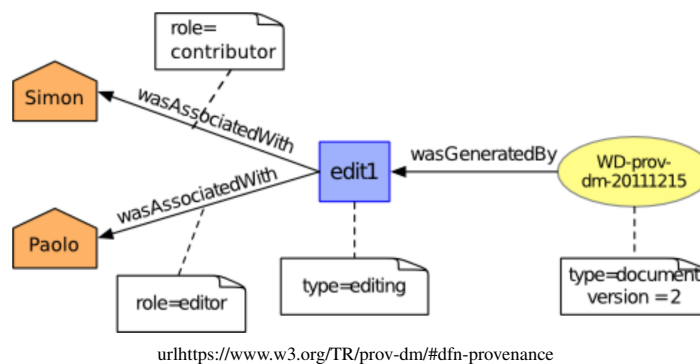 role=
contributor
Simon
wasAssociatedWith
edit1
wasGeneratedBy
WD-prov-
dm-20111215
wasAssociatedWith
Paolo
role=editor
type=editing
type=document
version = 2
urlhttps://www.w3.org/TR/prov-dm/#dfn-provenance